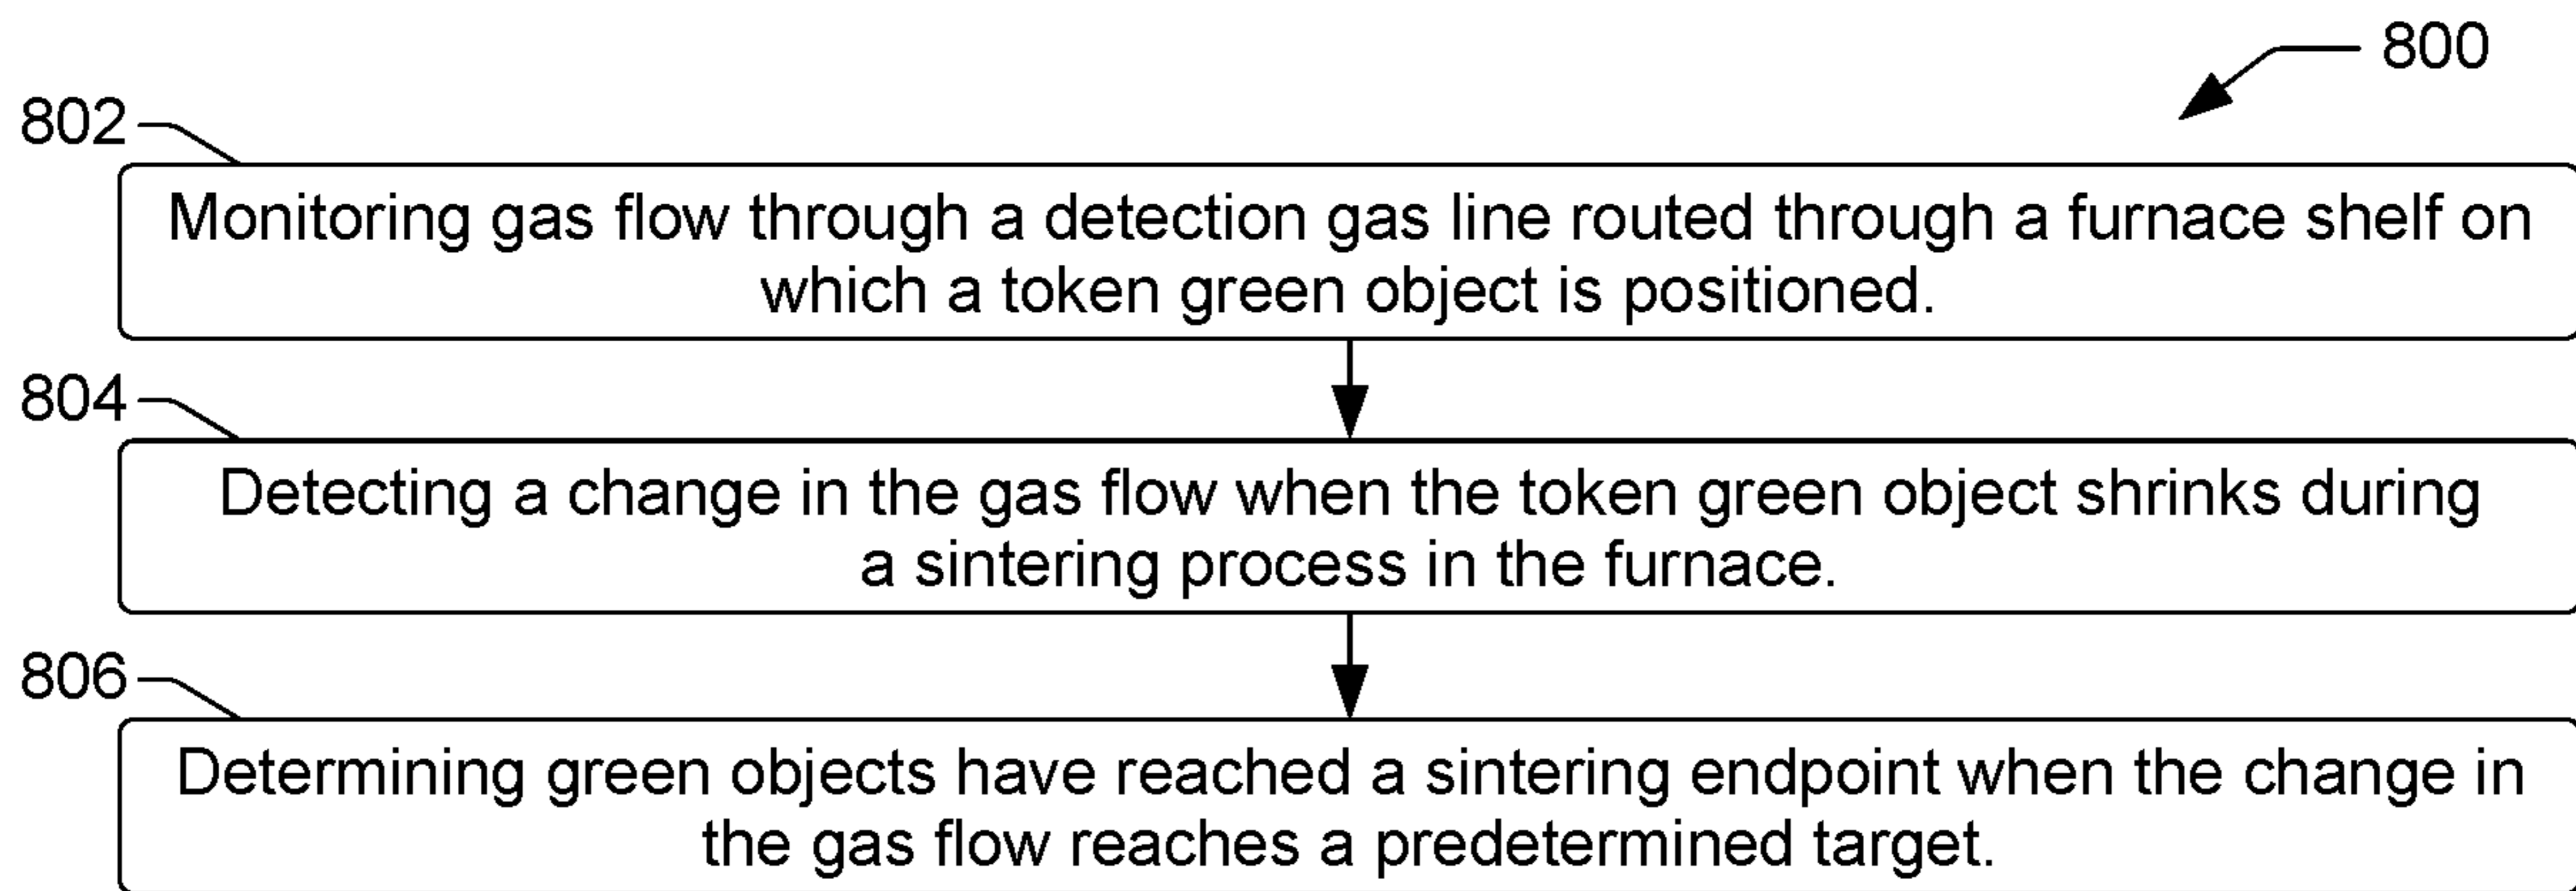 800
802
Monitoring gas flow through a detection gas line routed through a furnace shelf on
which a token green object is positioned.
804
Detecting a change in the gas flow when the token green object shrinks during
a sintering process in the furnace.
806
Determining green objects have reached a sintering endpoint when the change in
the gas flow reaches a predetermined target.